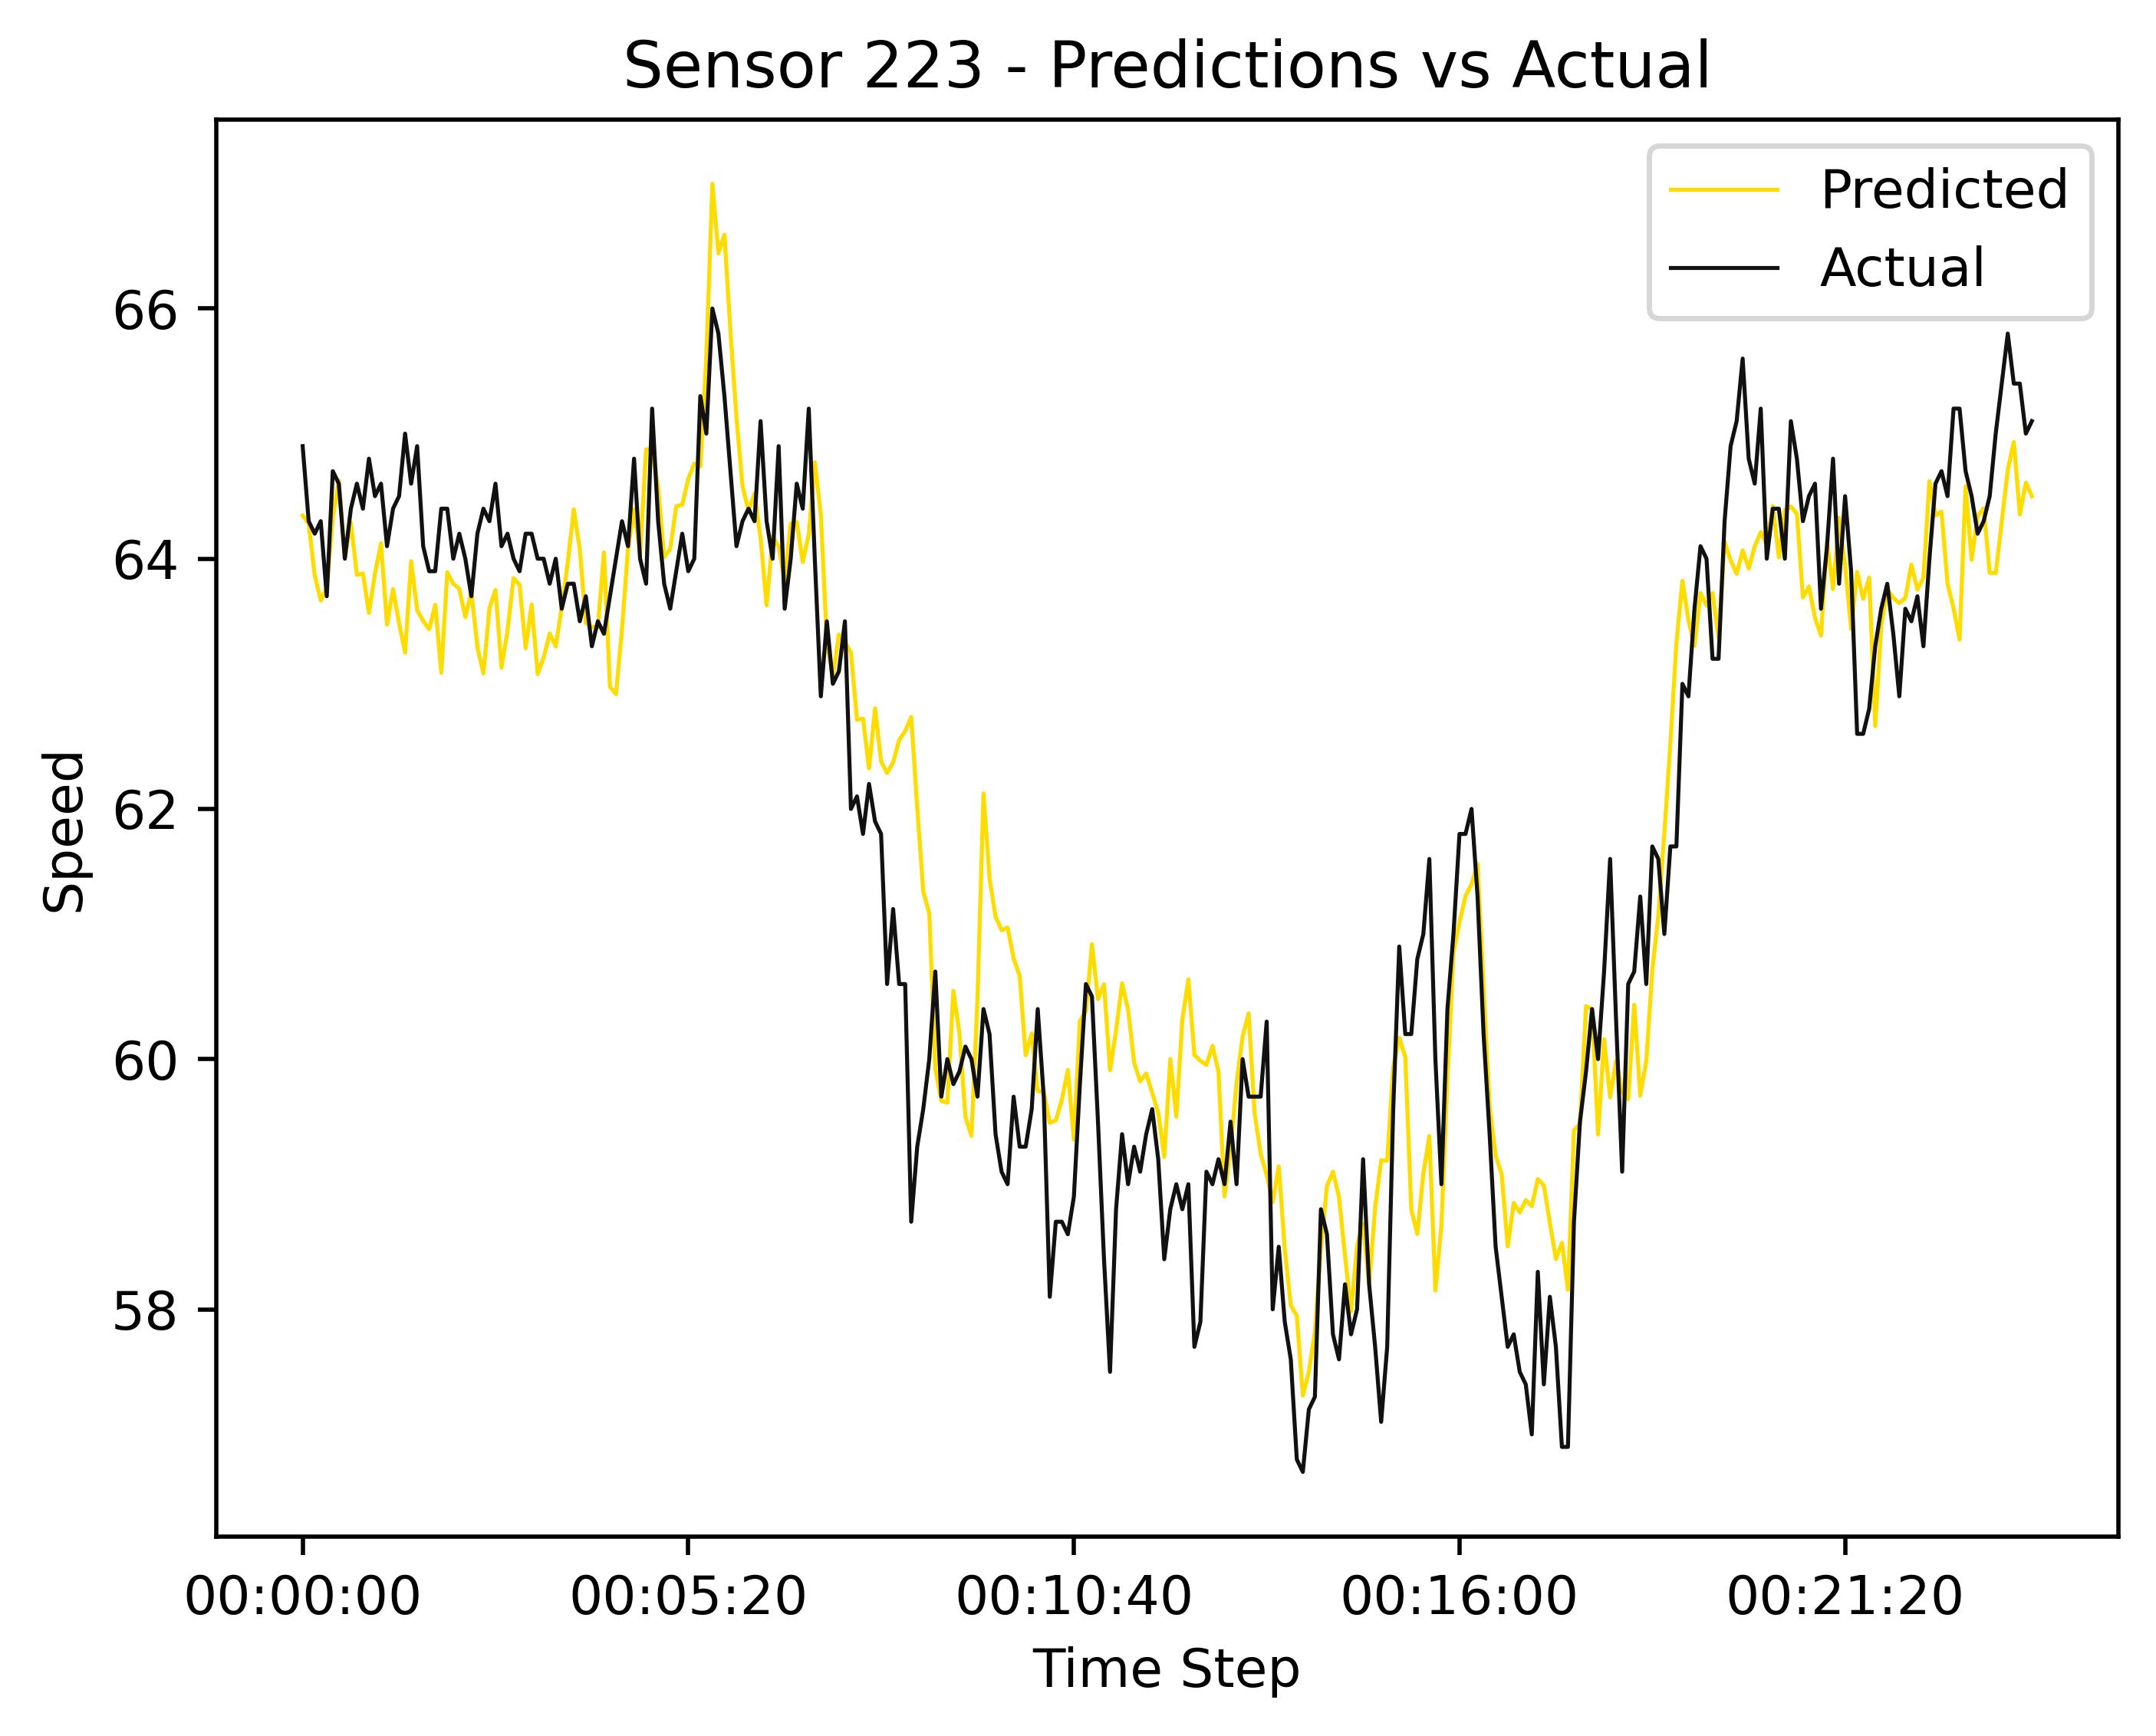 Sensor 223 - Predictions vs Actual
Predicted
Actual
66
64
62
60
58
Speed
00:00:00 00:05:20 00:10:40 00:16:00 00:21:20
Time Step